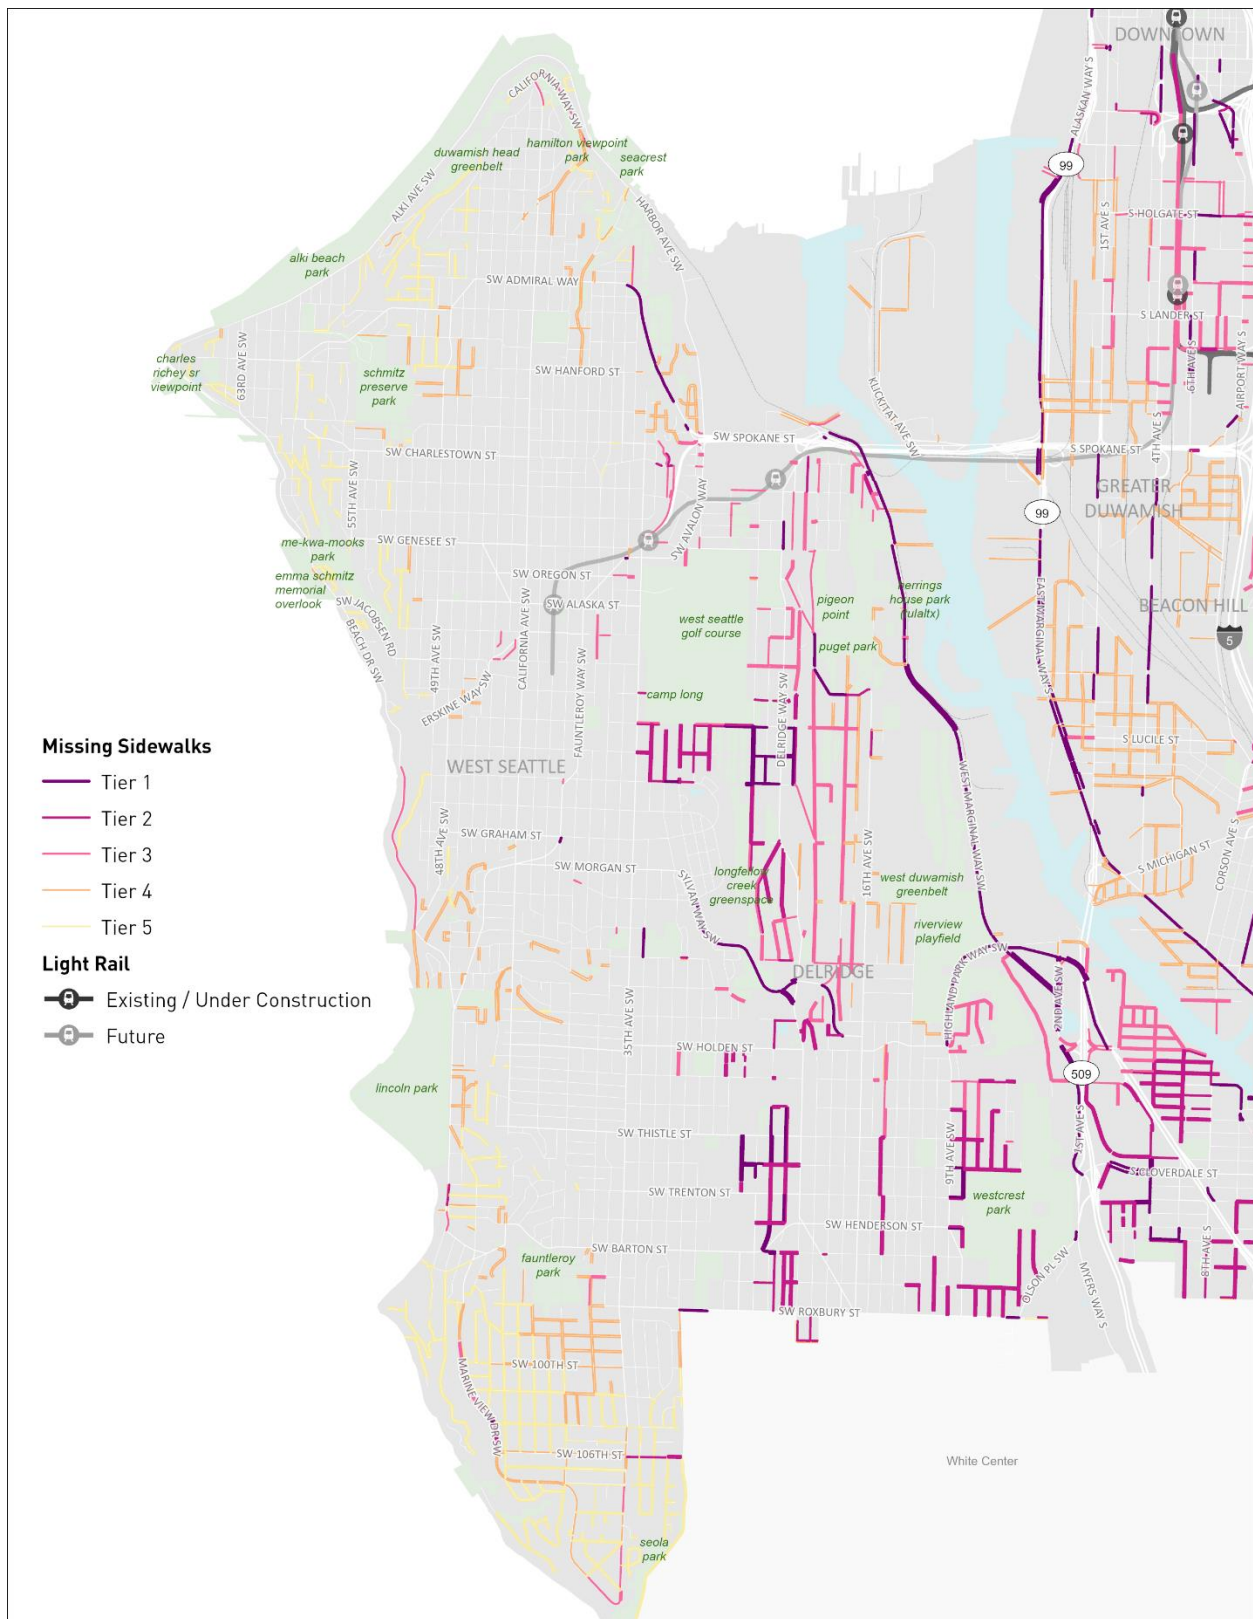 DOWNTOWN
CALIFORNIA WAY SW
ALASKAN WAY S
hamilton viewpoint
park
duwamish head
greenbelt
seacrest
park
99
ALKI AVE SW
HARBOR AVE SW
1ST AVE S
S HOLGATE ST
alki beach
park
SW ADMIRAL WAY
S LANDER ST
63RD AVE SW
charles
richey sr
viewpoint
schmitz
preserve
park
SW HANFORD ST
KLICKITAT AVE SW
6TH AVE S
AIRPORT WAY S
4TH AVE S
SW SPOKANE ST
S SPOKANE ST
SW CHARLESTOWN ST
55TH AVE SW
GREATER
DUWAMISH
99
SW AVALON WAY
me-kwa-mooks
park
SW GENESEE ST
emma schmitz
memorial
overlook
SW OREGON ST
SW ALASKA ST
SW JACOBSEN RD
BEACH DR SW
CALIFORNIA AVE SW
west seattle
golf course
pigeon
point
herrings
house park
(tulaltx)
EAST MARGINAL WAY S
BEACON HILL
5
puget park
49TH AVE SW
ERSKINE WAY SW
FAUNTLEROY WAY SW
camp long
DELRIDGE WAY SW
S LUCILE ST
Missing Sidewalks
Tier 1
Tier 2
Tier 3
Tier 4
Tier 5
Light Rail
Existing / Under Construction
Future
WEST SEATTLE
WEST MARGINAL WAY SW
48TH AVE SW
SW GRAHAM ST
SW MORGAN ST
SYLVAN WAY SW
longfellow
creek
greenspace
16TH AVE SW
west duwamish
greenbelt
S MICHIGAN ST
CORSON AVE S
riverview
playfield
DELRIDGE
HIGHLAND PARK WAY SW
2ND AVE SW
35TH AVE SW
SW HOLDEN ST
lincoln park
509
SW THISTLE ST
9TH AVE SW
1ST AVE S
S CLOVERDALE ST
SW TRENTON ST
westcrest
park
SW HENDERSON ST
8TH AVE S
SW BARTON ST
fauntleroy
park
OLSON PL SW
MYERS WAY S
SW ROXBURY ST
SW 100TH ST
MARINE VIEW DR SW
SW 106TH ST
White Center
seola
park